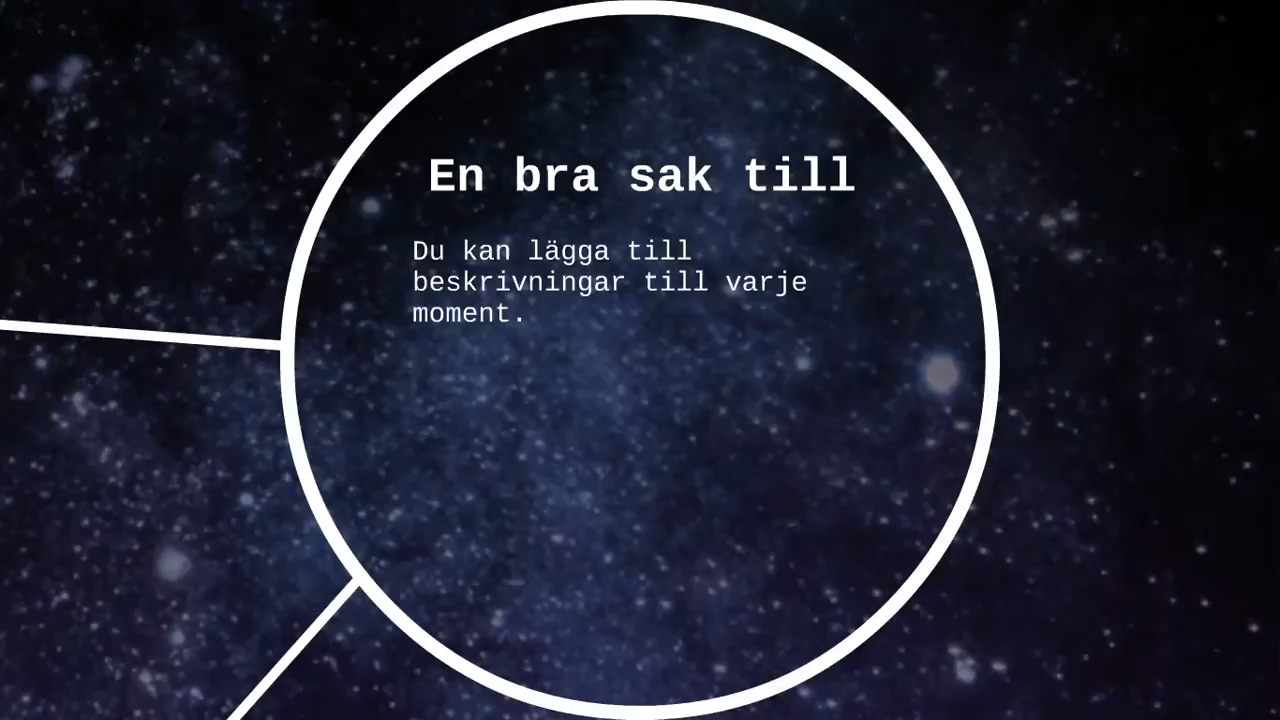 En bra sak till
Du kan lägga till
beskrivningar till varje
moment.